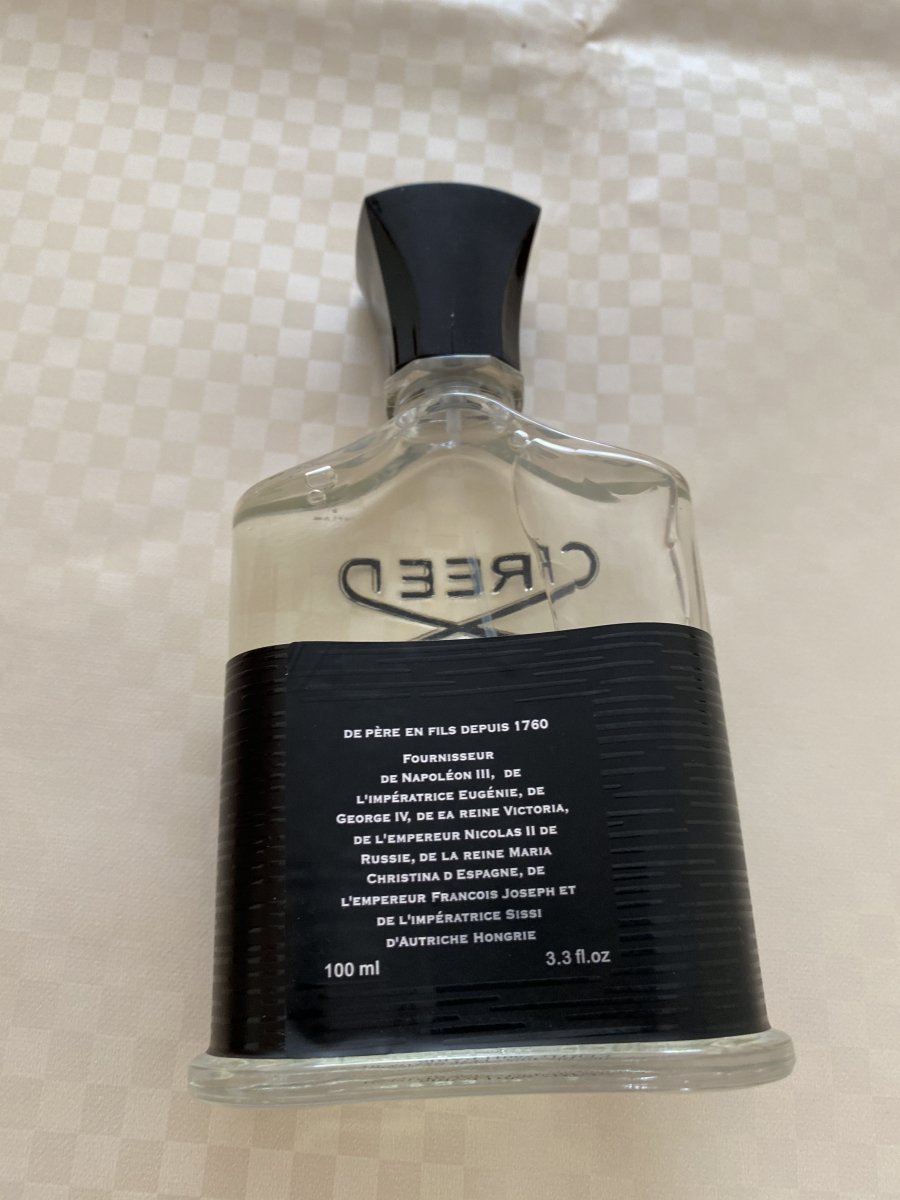 CREED
DE PÈRE EN FILS DEPUIS 1760
FOURNISSEUR
DE NAPOLÉON III, DE
L'IMPÉRATRICE EUGÉNIE, DE
GEORGE IV, DE EA REINE VICTORIA,
DE L'EMPEREUR NICOLAS II DE
RUSSIE, DE LA REINE MARIA
CHRISTINA D ESPAGNE, DE
L'EMPEREUR FRANCOIS JOSEPH ET
DE L'IMPÉRATRICE SISSI
D'AUTRICHE HONGRIE
100 ml 3.3 fl.oz